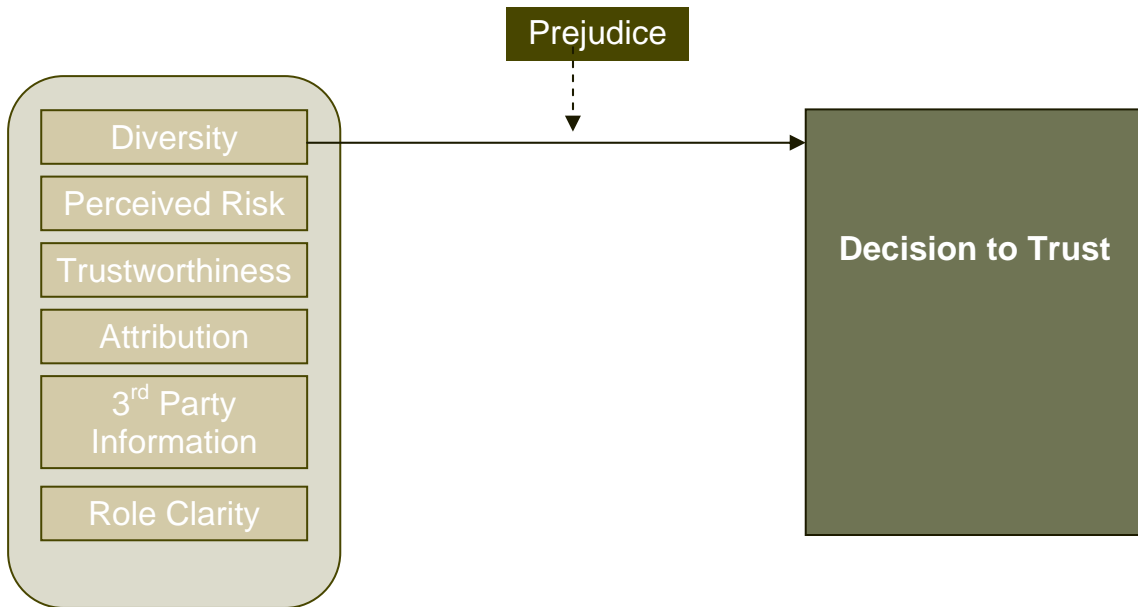 Prejudice
Diversity
Perceived Risk
Trustworthiness
Attribution
3rd Party
Information
Role Clarity
Decision to Trust